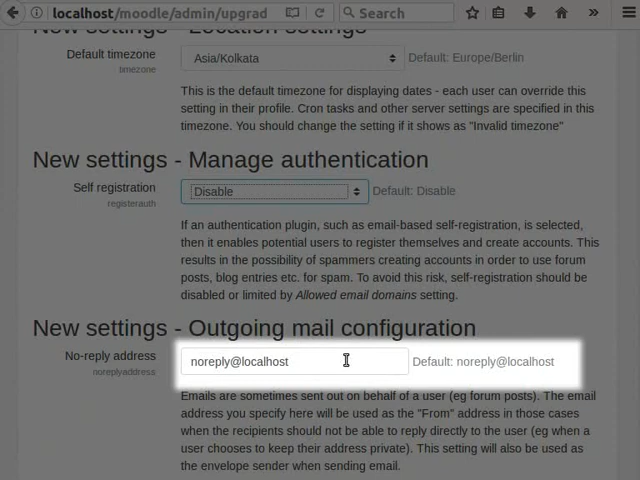 localhost/moodle/admin/upgrad
Search
New settings - Location settings
Default timezone
timezone
Asia/Kolkata
Default: Europe/Berlin
This is the default timezone for displaying dates - each user can override this
setting in their profile. Cron tasks and other server settings are specified in this
timezone. You should change the setting if it shows as "Invalid timezone"
New settings - Manage authentication
Self registration
registerauth
Disable
Default: Disable
If an authentication plugin, such as email-based self-registration, is selected,
then it enables potential users to register themselves and create accounts. This
results in the possibility of spammers creating accounts in order to use forum
posts, blog entries etc. for spam. To avoid this risk, self-registration should be
disabled or limited by Allowed email domains setting.
New settings - Outgoing mail configuration
No-reply address
noreplyaddress
noreply@localhost
Default: noreply@localhost
Emails are sometimes sent out on behalf of a user (eg forum posts). The email
address you specify here will be used as the "From" address in those cases
when the recipients should not be able to reply directly to the user (eg when a
user chooses to keep their address private). This setting will also be used as
the envelope sender when sending email.